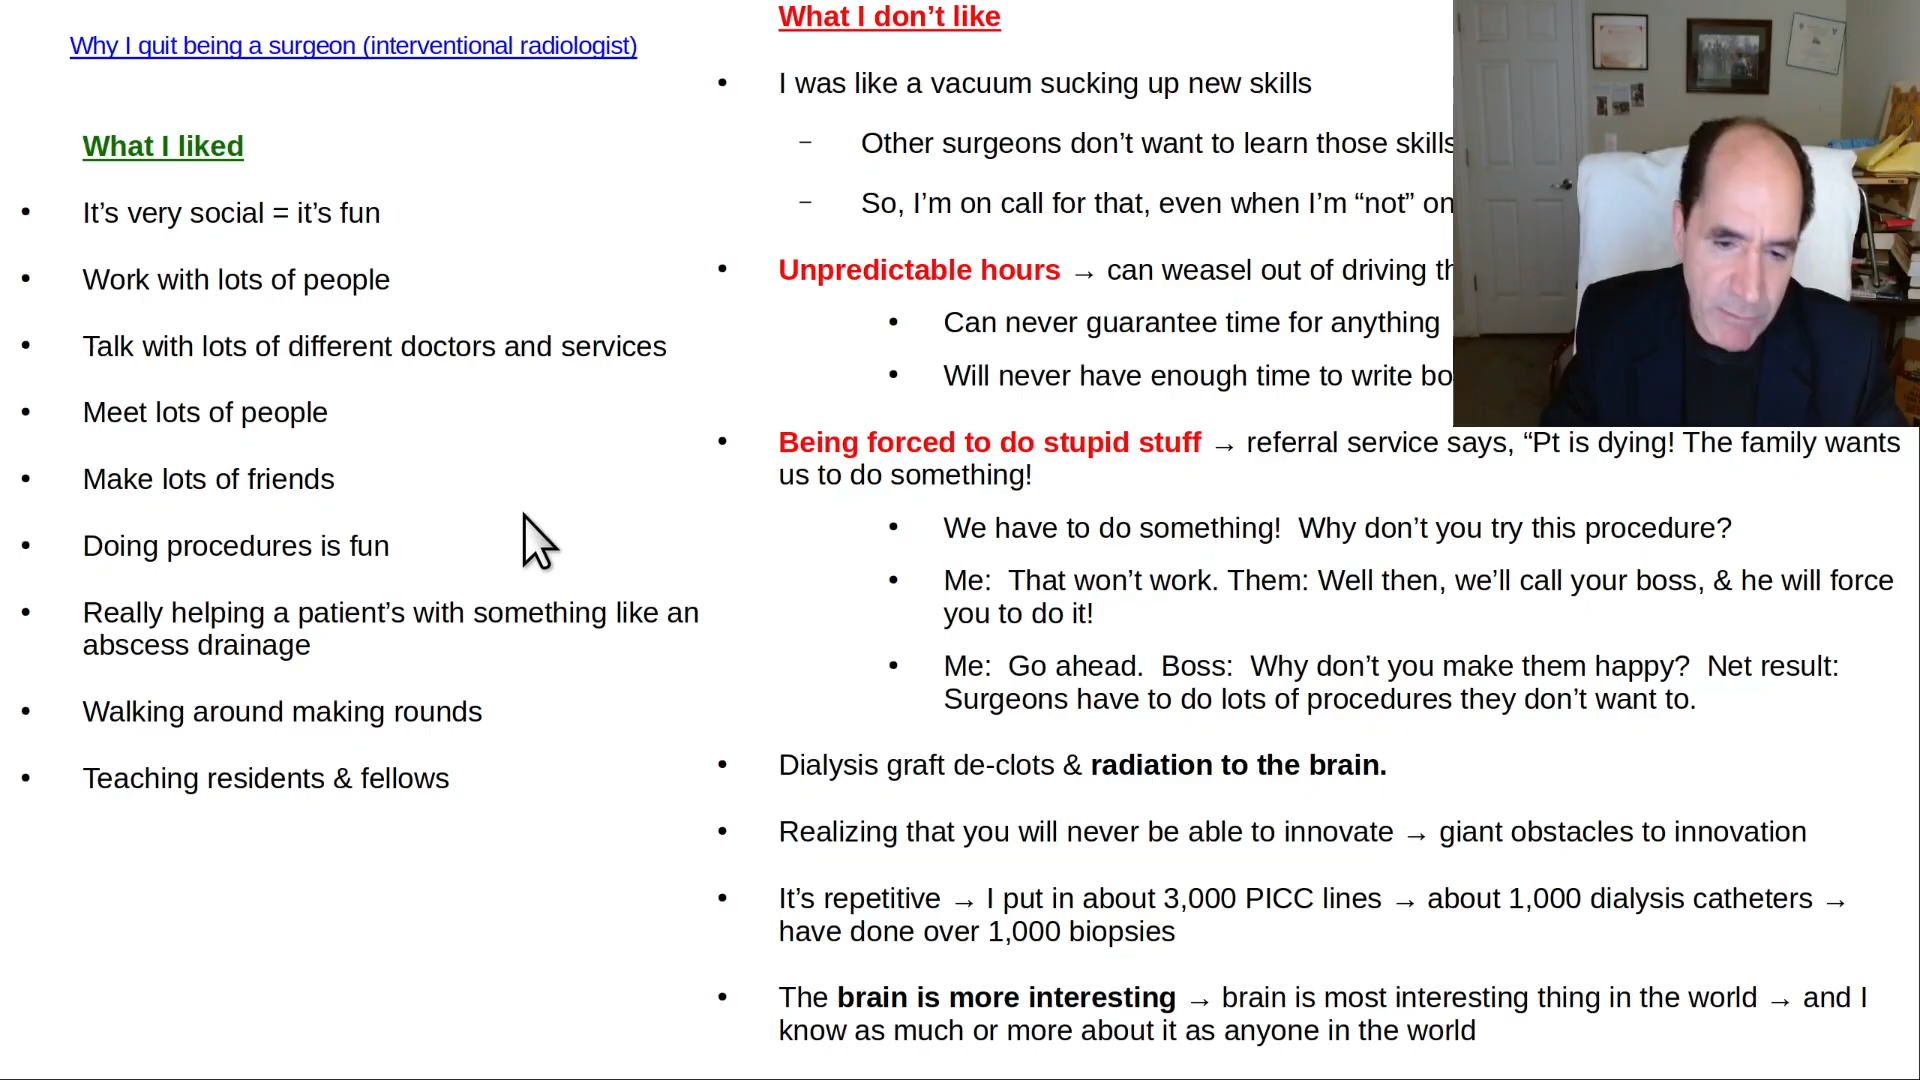 Why I quit being a surgeon (interventional radiologist)
What I liked
• It’s very social = it’s fun
• Work with lots of people
• Talk with lots of different doctors and services
• Meet lots of people
• Make lots of friends
• Doing procedures is fun
• Really helping a patient’s with something like an
abscess drainage
• Walking around making rounds
• Teaching residents & fellows
What I don’t like
• I was like a vacuum sucking up new skills
– Other surgeons don’t want to learn those skills
– So, I’m on call for that, even when I’m “not” on
• Unpredictable hours → can weasel out of driving
• Can never guarantee time for anything
• Will never have enough time to write
• Being forced to do stupid stuff → referral service says, “Pt is dying! The family wants
us to do something!
• We have to do something!  Why don’t you try this procedure?
• Me:  That won’t work. Them: Well then, we’ll call your boss, & he will force
you to do it!
• Me:  Go ahead.  Boss:  Why don’t you make them happy?  Net result:
Surgeons have to do lots of procedures they don’t want to.
• Dialysis graft de-clots & radiation to the brain.
• Realizing that you will never be able to innovate → giant obstacles to innovation
• It’s repetitive → I put in about 3,000 PICC lines → about 1,000 dialysis catheters →
have done over 1,000 biopsies
• The brain is more interesting → brain is most interesting thing in the world → and I
know as much or more about it as anyone in the world